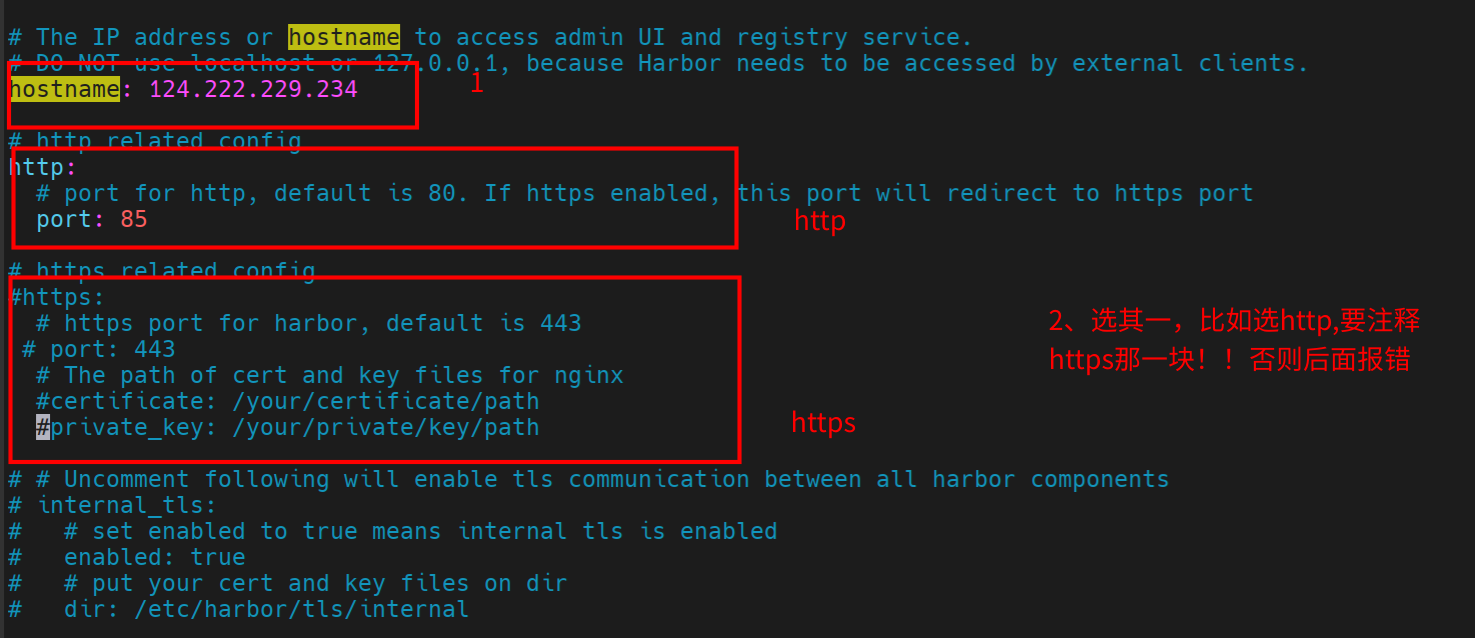 # The IP address or hostname to access admin UI and registry service.
# DO NOT use localhost or 127.0.0.1, because Harbor needs to be accessed by external clients.
hostname: 124.222.229.234
1
# http related config
http:
# port for http, default is 80. If https enabled, this port will redirect to https port
port: 85
http
# https related config
#https:
# https port for harbor, default is 443
# port: 443
# The path of cert and key files for nginx
#certificate: /your/certificate/path
#private_key: /your/private/key/path
2、选其一，比如选http,要注释
https那一块！！否则后面报错
https
# # Uncomment following will enable tls communication between all harbor components
# internal_tls:
#   # set enabled to true means internal tls is enabled
#   enabled: true
#   # put your cert and key files on dir
#   dir: /etc/harbor/tls/internal